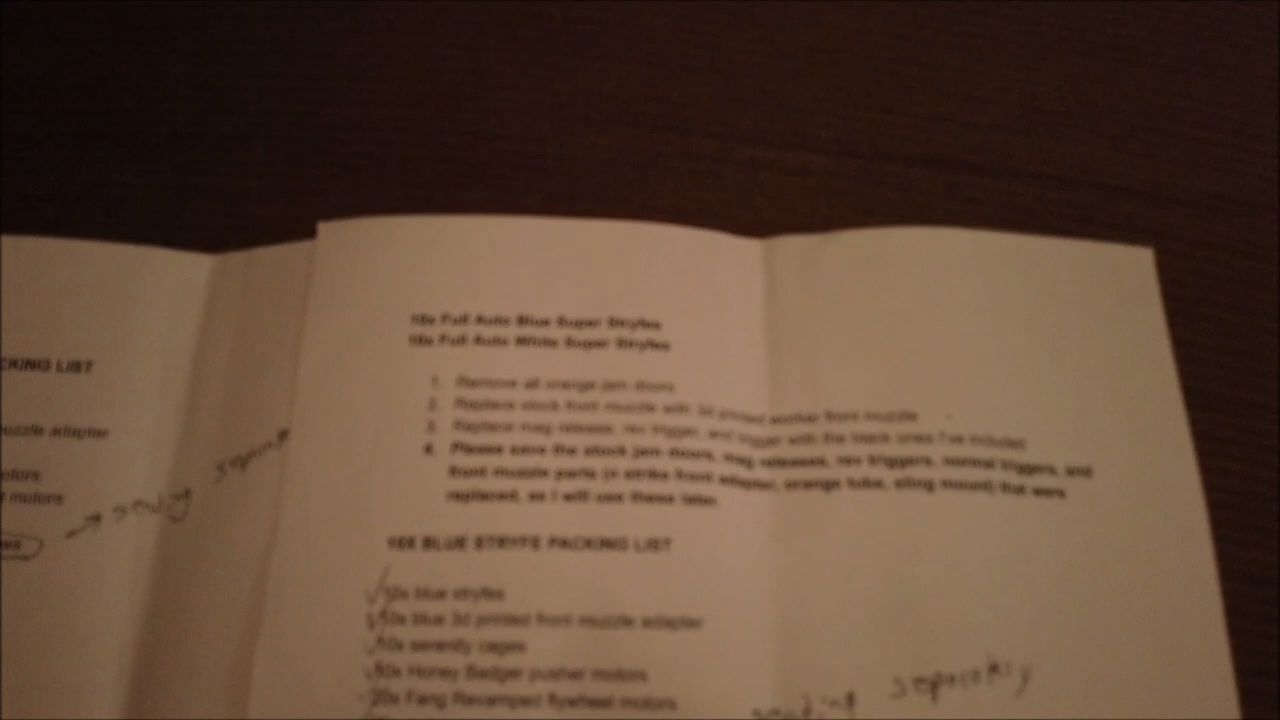 CKING LIST
uzzle adapter
otors
motors
→ sending separat
10x Full Auto Blue Super Stryfes
10x Full Auto White Super Stryfes
1. Remove all orange jam doors
2. Replace stock front muzzle with 3d printed worker front muzzle
3. Replace mag release, rev trigger, and trigger with the black ones I've included
4. Please save the stock jam doors, mag releases, rev triggers, normal triggers, and
front muzzle parts (n strike front adapter, orange tube, sling mount) that were
replaced, as I will use these later.
10X BLUE STRYFE PACKING LIST
10x blue stryfes
10x blue 3d printed front muzzle adapter
10x serenity cages
10x Honey Badger pusher motors
20x Fang Revamped flywheel motors
sending separately